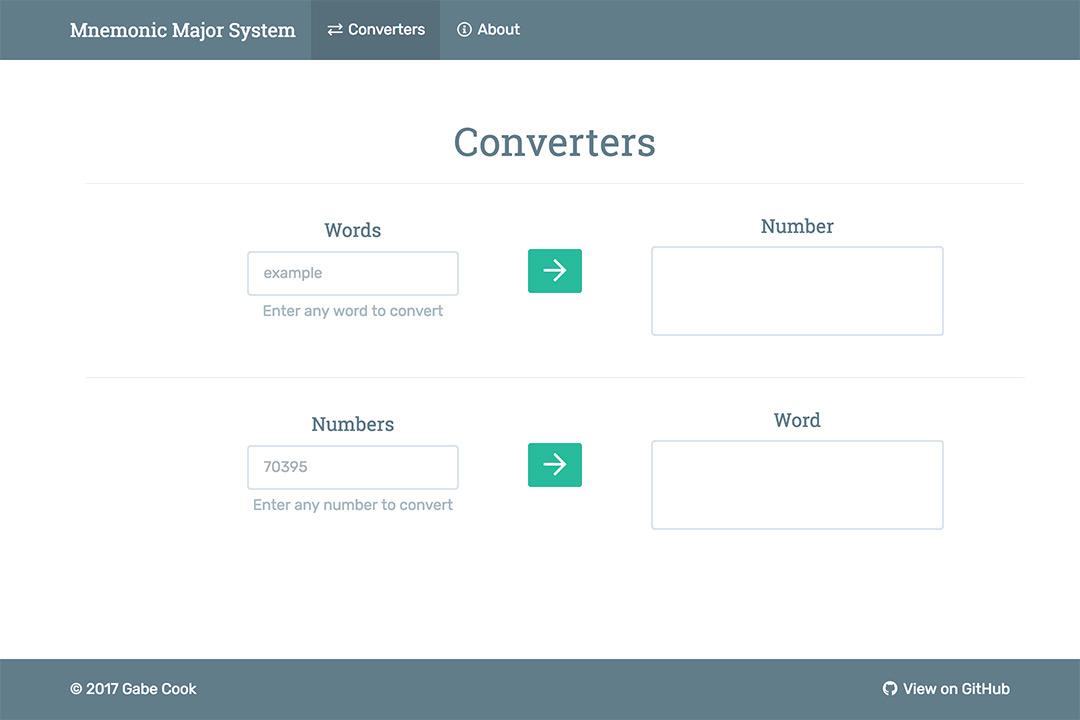 Mnemonic Major System
Converters
About
Converters
Words
example
Enter any word to convert
Number
Numbers
70395
Enter any number to convert
Word
© 2017 Gabe Cook
View on GitHub